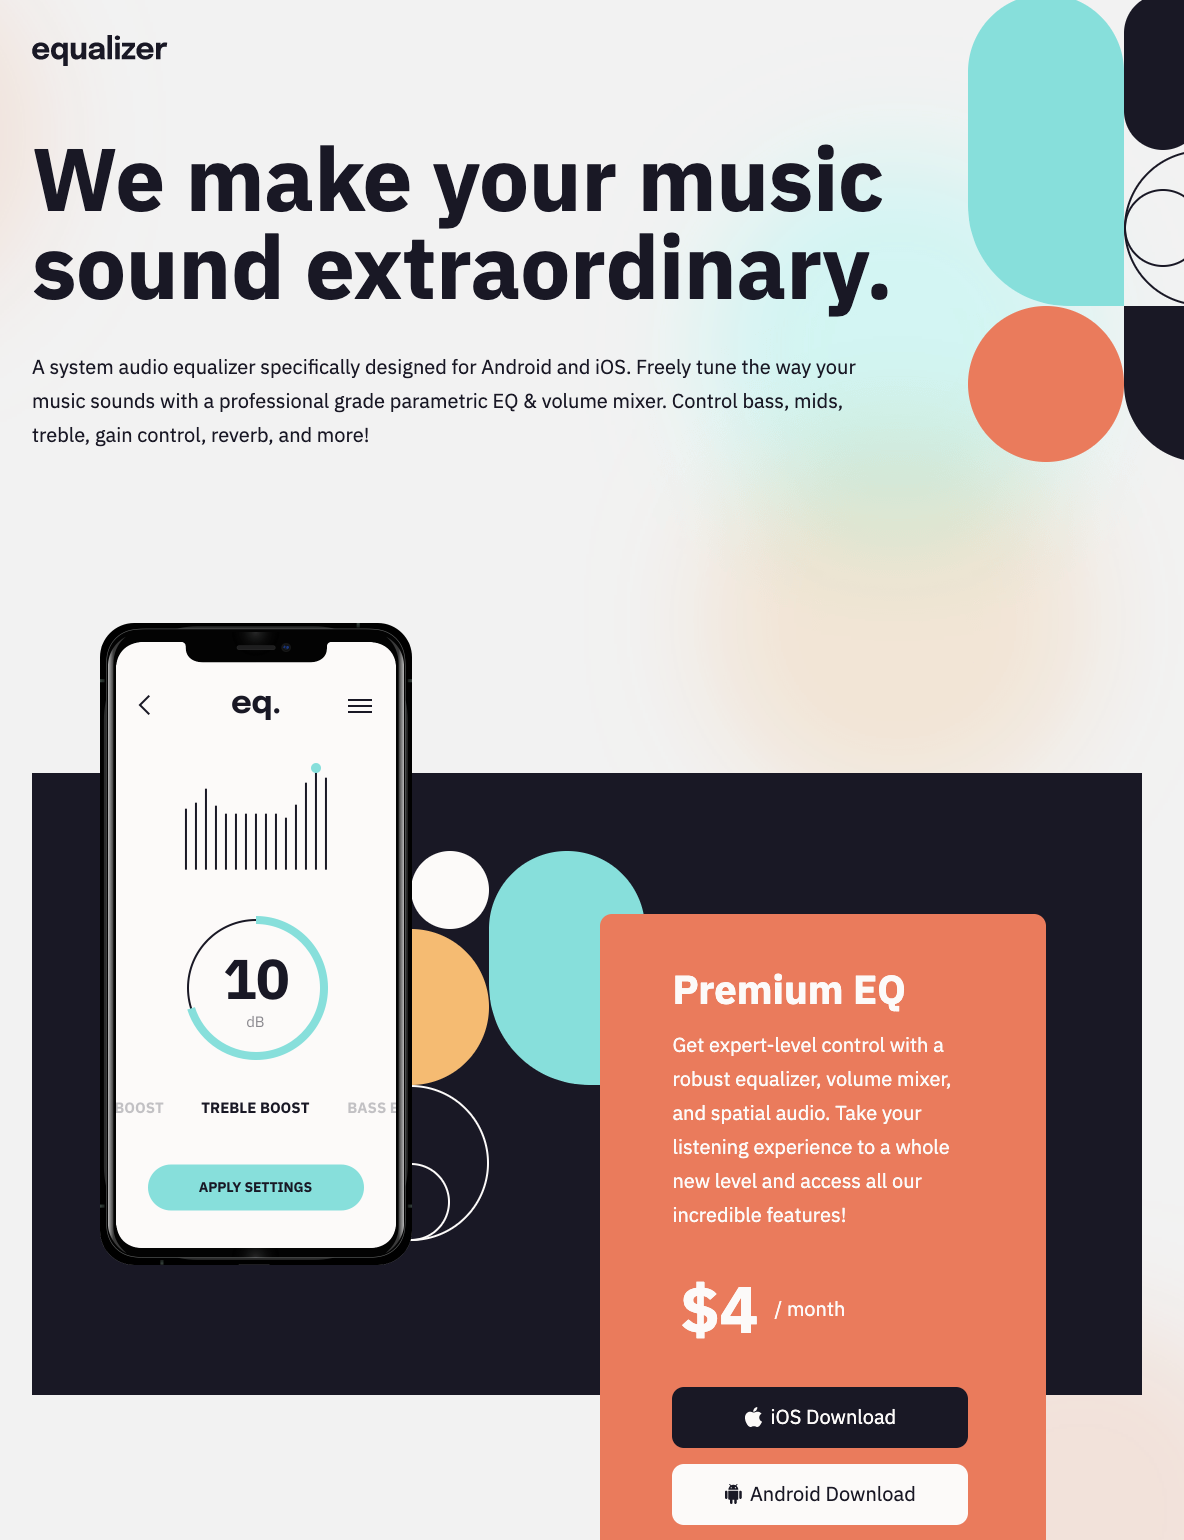 equalizer
We make your music
sound extraordinary.
A system audio equalizer specifically designed for Android and iOS. Freely tune the way your
music sounds with a professional grade parametric EQ & volume mixer. Control bass, mids,
treble, gain control, reverb, and more!
eq.
10
dB
BOOST TREBLE BOOST BASS B
APPLY SETTINGS
Premium EQ
Get expert-level control with a
robust equalizer, volume mixer,
and spatial audio. Take your
listening experience to a whole
new level and access all our
incredible features!
$4 / month
iOS Download
Android Download